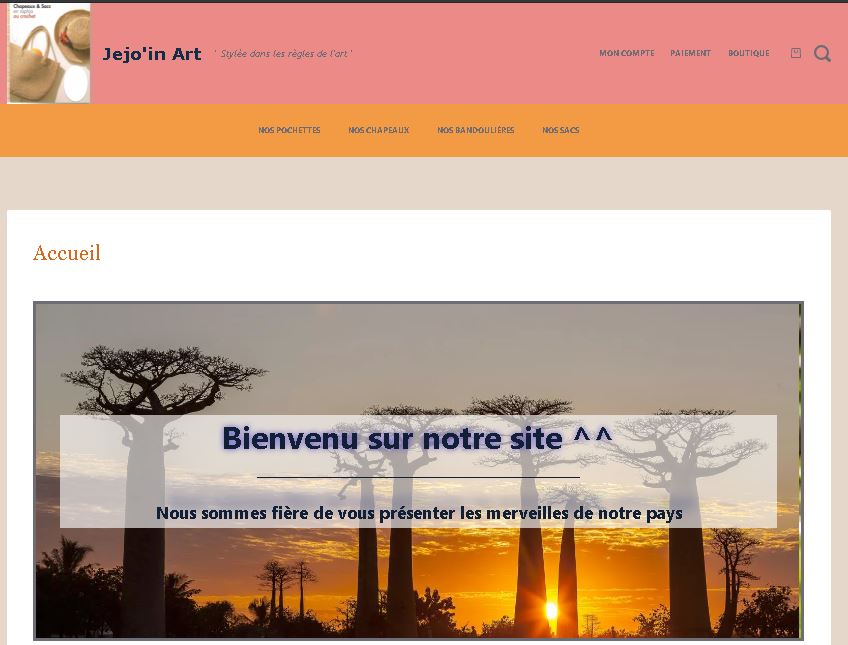 Chapeaux & Sacs
en raphia
au crochet
Jejo'in Art
' Stylée dans les règles de l'art '
MON COMPTE PAIEMENT BOUTIQUE
NOS POCHETTES NOS CHAPEAUX NOS BANDOULIÈRES NOS SACS
Accueil
Bienvenu sur notre site ^^
Nous sommes fière de vous présenter les merveilles de notre pays